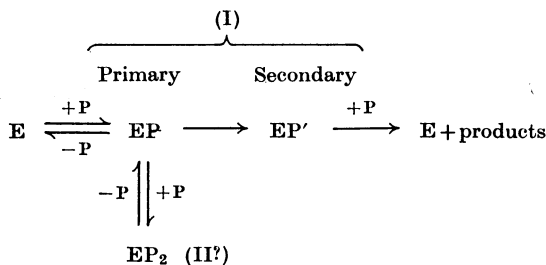 (I)
Primary Secondary
E +P −P EP EP′ +P E + products
−P +P
EP₂ (II?)